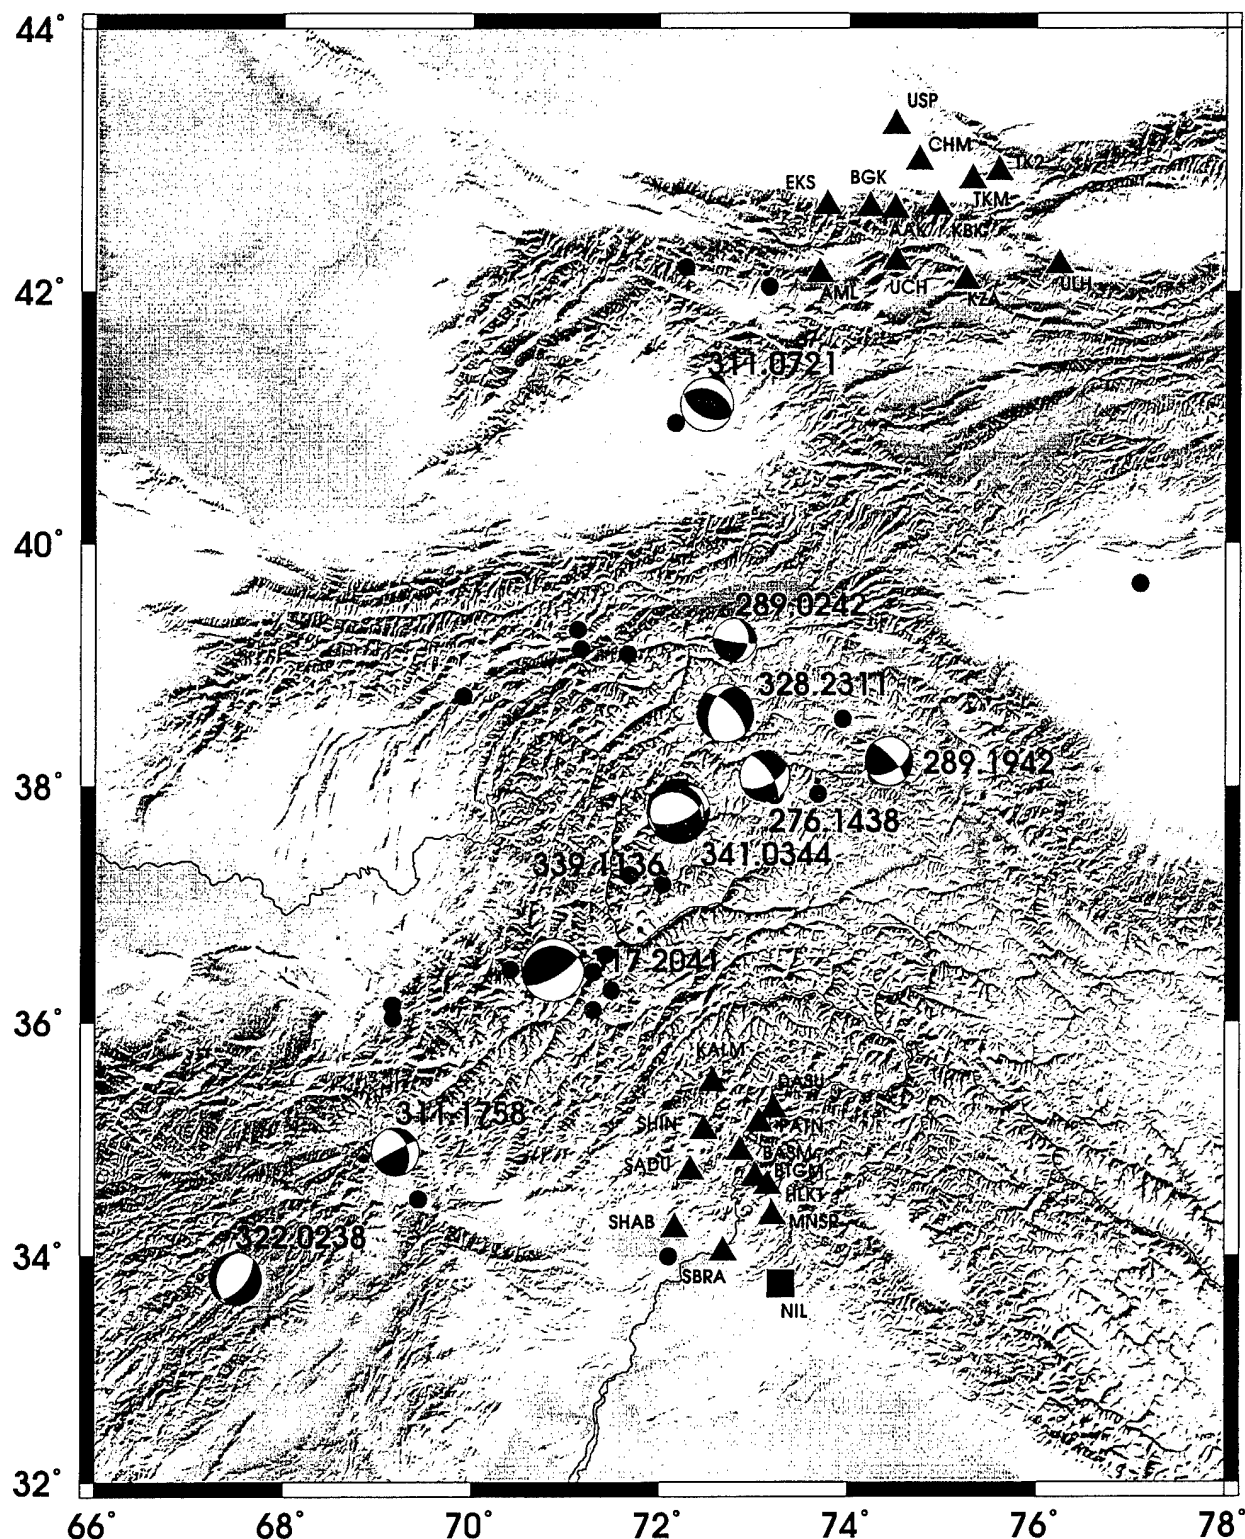 44°
USP
CHM
TK2
BGK
EKS
TKM
AAK
KBK
42°
AML
UCH
KZA
ULH
311.0721
40°
289.0242
328.2311
38°
289.1942
276.1438
341.0344
339.1136
17.2041
36°
KALM
DASU
311.1758
SHIN
PATN
BASM
SADU
BTGM
HLKT
SHAB
MNSR
322.0238
34°
SBRA
NIL
32°
66° 68° 70° 72° 74° 76° 78°